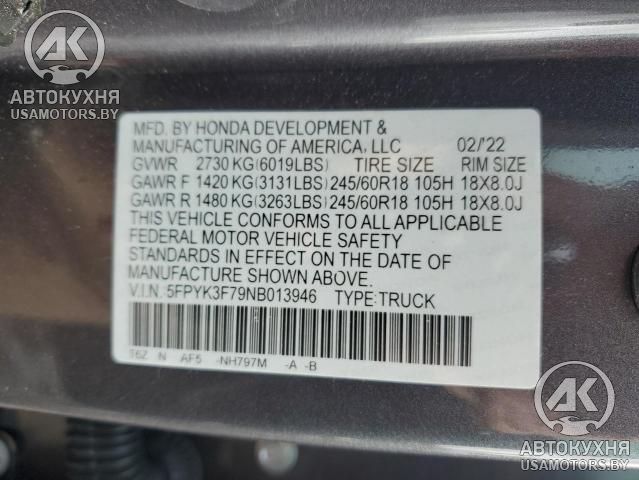 АК
АВТОКУХНЯ
USAMOTORS.BY
MFD. BY HONDA DEVELOPMENT &
MANUFACTURING OF AMERICA, LLC 02/'22
GVWR 2730 KG(6019LBS) TIRE SIZE RIM SIZE
GAWR F 1420 KG(3131LBS) 245/60R18 105H 18X8.0J
GAWR R 1480 KG(3263LBS) 245/60R18 105H 18X8.0J
THIS VEHICLE CONFORMS TO ALL APPLICABLE
FEDERAL MOTOR VEHICLE SAFETY
STANDARDS IN EFFECT ON THE DATE OF
MANUFACTURE SHOWN ABOVE.
V.I.N.:5FPYK3F79NB013946 TYPE:TRUCK
T6Z N AF5 -NH797M -A -B
АК
АВТОКУХНЯ
USAMOTORS.BY